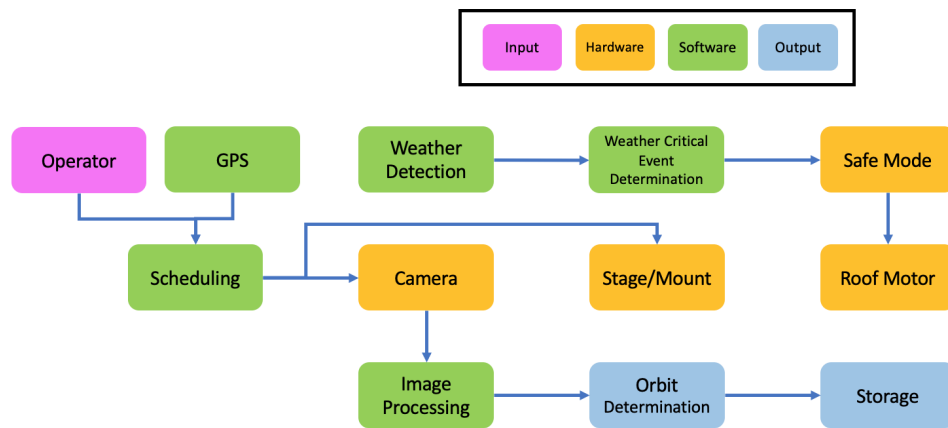 Input
Hardware
Software
Output
Operator
GPS
Weather
Detection
Weather Critical
Event
Determination
Safe Mode
Scheduling
Camera
Stage/Mount
Roof Motor
Image
Processing
Orbit
Determination
Storage